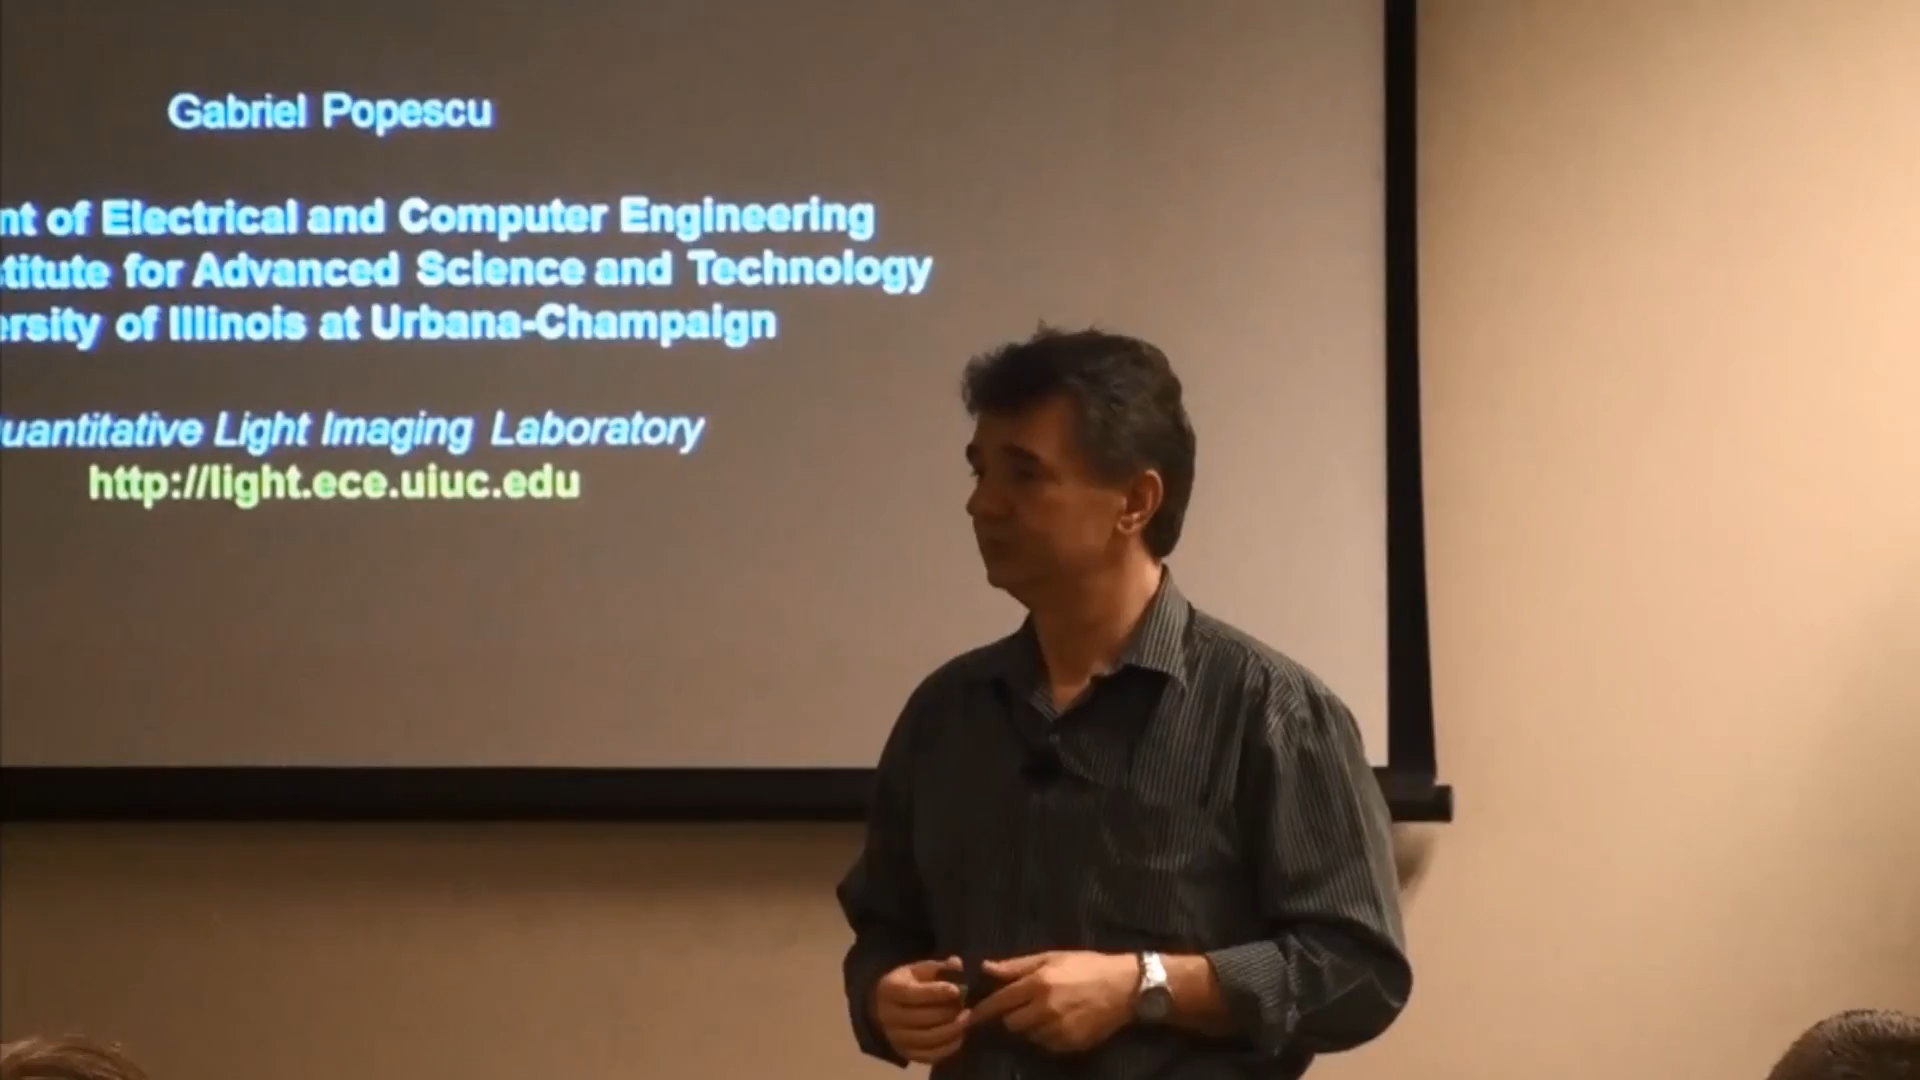 Gabriel Popescu
nt of Electrical and Computer Engineering
titute for Advanced Science and Technology
ersity of Illinois at Urbana-Champaign
uantitative Light Imaging Laboratory
http://light.ece.uiuc.edu